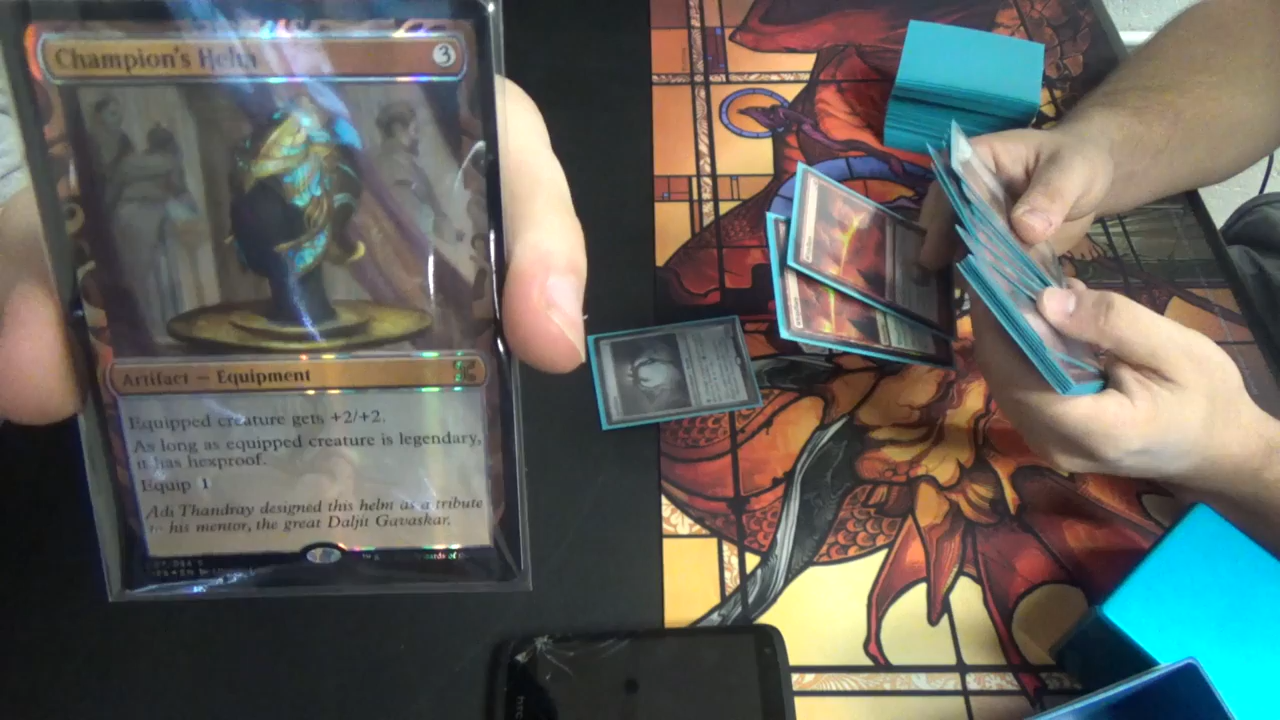 Champion's Helm
3
Artifact — Equipment
Equipped creature gets +2/+2.
As long as equipped creature is legendary,
it has hexproof.
Equip 1
Adi Thandray designed this helm as a tribute
to his mentor, the great Daljit Gavaskar.